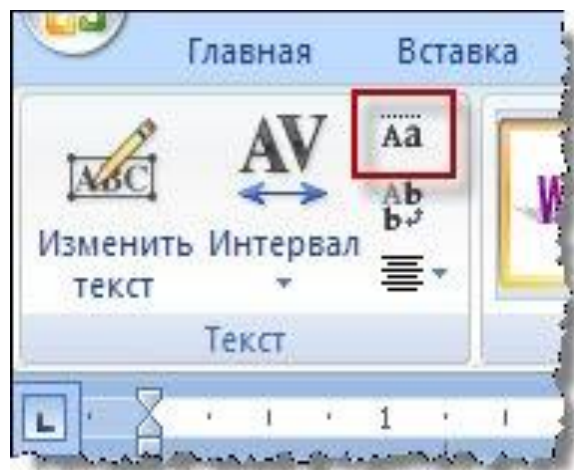 Главная Вставка
ABC AV Aa
Ab
b
Изменить Интервал
текст
Текст
L 1